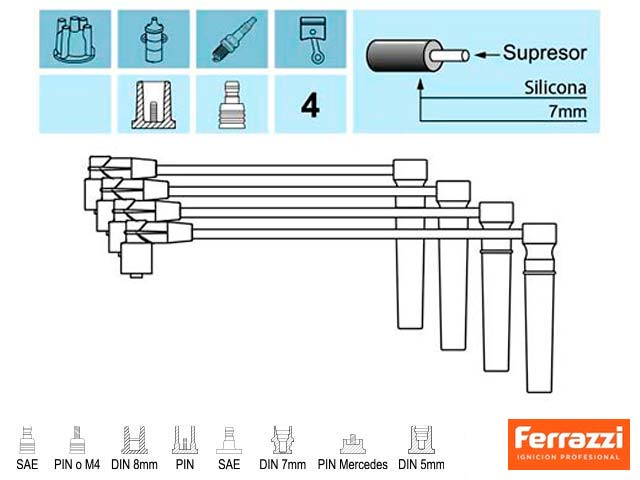 Supresor
Silicona
7mm
4
SAE PIN o M4 DIN 8mm PIN SAE DIN 7mm PIN Mercedes DIN 5mm
Ferrazzi
IGNICION PROFESIONAL